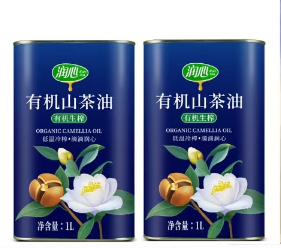 润心
有机山茶油
有机生榨
ORGANIC CAMELLIA OIL
低温冷榨•滴滴润心
净含量:1L
润心
有机山茶油
有机生榨
ORGANIC CAMELLIA OIL
低温冷榨•滴滴润心
净含量:1L